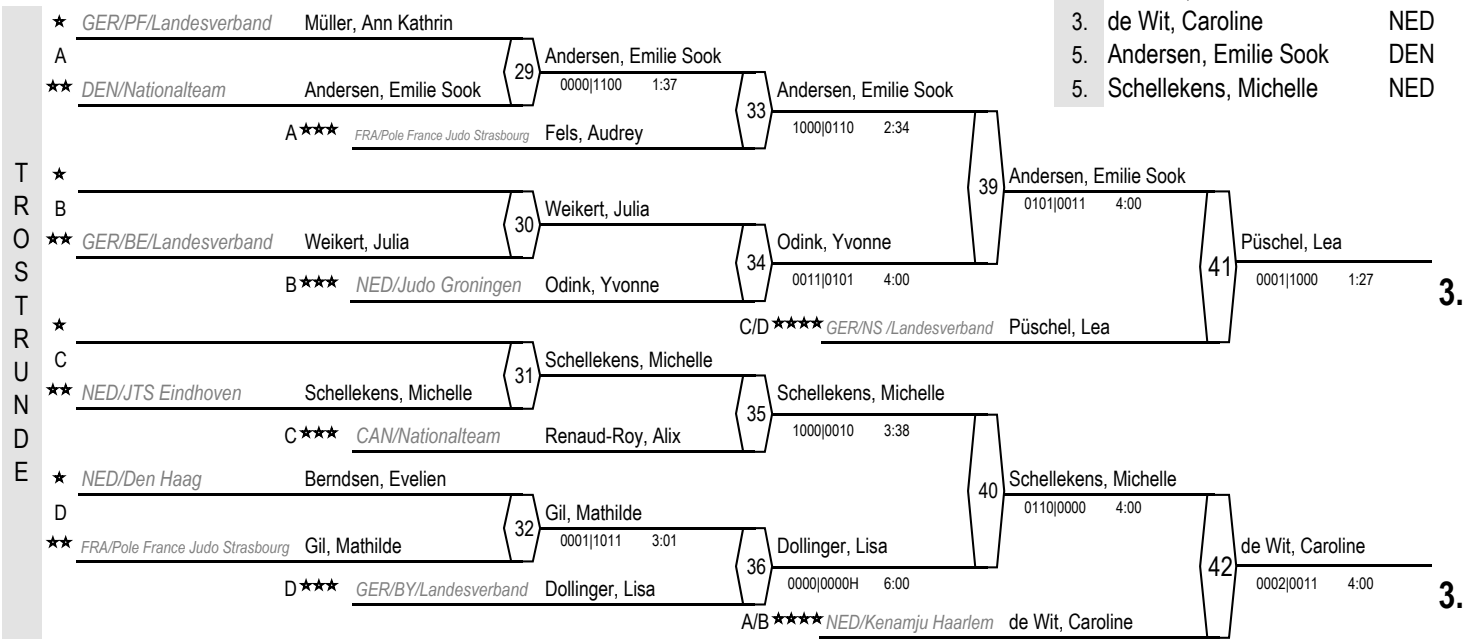 3. de Wit, Caroline NED
5. Andersen, Emilie Sook DEN
5. Schellekens, Michelle NED
TROSTRUNDE
★ GER/PF/Landesverband Müller, Ann Kathrin
A
29 Andersen, Emilie Sook
0000|1100 1:37
★★ DEN/Nationalteam Andersen, Emilie Sook
33 Andersen, Emilie Sook
1000|0110 2:34
A★★★ FRA/Pole France Judo Strasbourg Fels, Audrey
39 Andersen, Emilie Sook
0101|0011 4:00
★
B
30 Weikert, Julia
★★ GER/BE/Landesverband Weikert, Julia
34 Odink, Yvonne
0011|0101 4:00
B★★★ NED/Judo Groningen Odink, Yvonne
41 Püschel, Lea
0001|1000 1:27
3.
C/D★★★★ GER/NS /Landesverband Püschel, Lea
★
C
31 Schellekens, Michelle
★★ NED/JTS Eindhoven Schellekens, Michelle
35 Schellekens, Michelle
1000|0010 3:38
C★★★ CAN/Nationalteam Renaud-Roy, Alix
40 Schellekens, Michelle
0110|0000 4:00
★ NED/Den Haag Berndsen, Evelien
D
32 Gil, Mathilde
0001|1011 3:01
★★ FRA/Pole France Judo Strasbourg Gil, Mathilde
36 Dollinger, Lisa
0000|0000H 6:00
D★★★ GER/BY/Landesverband Dollinger, Lisa
42 de Wit, Caroline
0002|0011 4:00
3.
A/B★★★★ NED/Kenamju Haarlem de Wit, Caroline